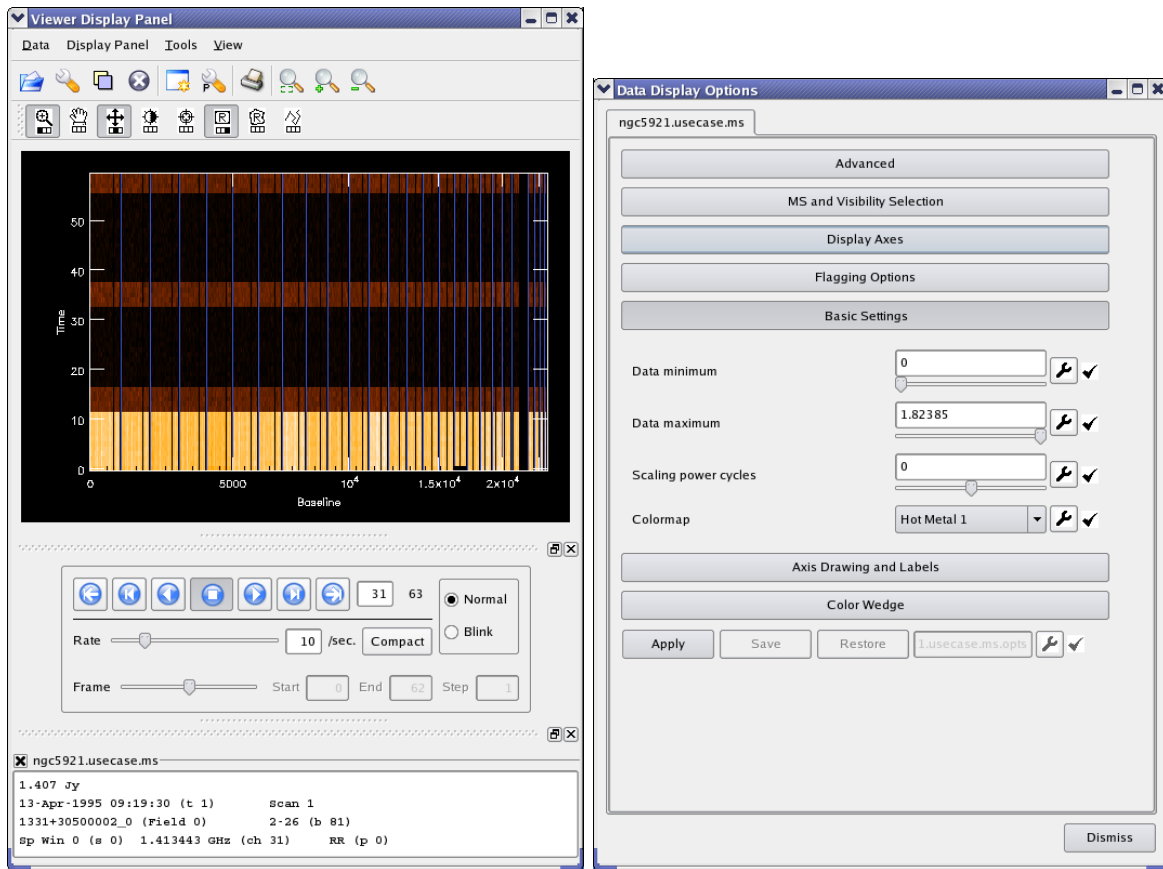 Viewer Display Panel
Data Display Panel Tools View
P
R R
Time
50
40
30
20
10
0
0 5000 10⁴ 1.5x10⁴ 2x10⁴
Baseline
31 63
Normal
Blink
Rate 10 /sec. Compact
Frame Start 0 End 62 Step 1
ngc5921.usecase.ms
1.407 Jy
13-Apr-1995 09:19:30 (t 1) Scan 1
1331+30500002_0 (Field 0) 2-26 (b 81)
Sp Win 0 (s 0) 1.413443 GHz (ch 31) RR (p 0)
Data Display Options
ngc5921.usecase.ms
Advanced
MS and Visibility Selection
Display Axes
Flagging Options
Basic Settings
Data minimum 0
Data maximum 1.82385
Scaling power cycles 0
Colormap Hot Metal 1
Axis Drawing and Labels
Color Wedge
Apply Save Restore 1.usecase.ms.opts
Dismiss